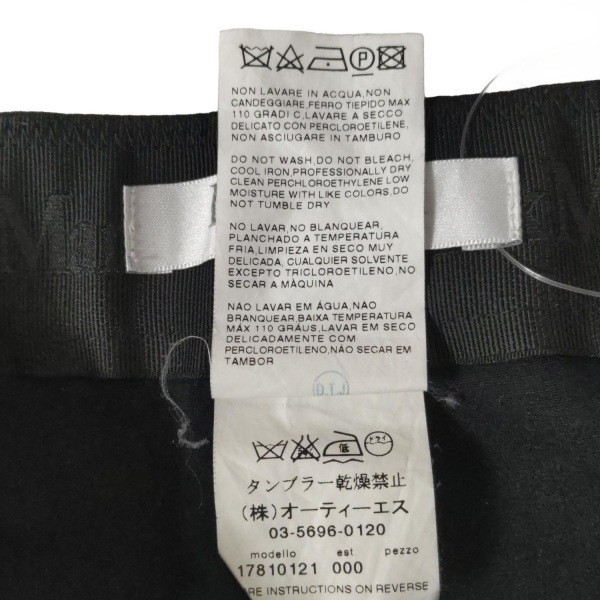 P
NON LAVARE IN ACQUA,NON
CANDEGGIARE,FERRO TIEPIDO MAX
110 GRADI C,LAVARE A SECCO
DELICATO CON PERCLOROETILENE,
NON ASCIUGARE IN TAMBURO
DO NOT WASH,DO NOT BLEACH,
COOL IRON,PROFESSIONALLY DRY
CLEAN PERCHLOROETHYLENE LOW
MOISTURE WITH LIKE COLORS,DO
NOT TUMBLE DRY
NO LAVAR,NO BLANQUEAR,
PLANCHADO A TEMPERATURA
FRIA,LIMPIEZA EN SECO MUY
DELICADA, CUALQUIER SOLVENTE
EXCEPTO TRICLOROETILENO,NO
SECAR A MÀQUINA
NÃO LAVAR EM ÁGUA,NÃO
BRANQUEAR,BAIXA TEMPERATURA
MÁX 110 GRÁUS,LAVAR EM SECO
DELICADAMENTE COM
PERCLOROETILENO,NÃO SECAR EM
TAMBOR
低 ドライ
タンブラー乾燥禁止
(株)オーティーエス
03-5696-0120
modello est pezzo
17810121 000
RE INSTRUCTIONS ON REVERSE